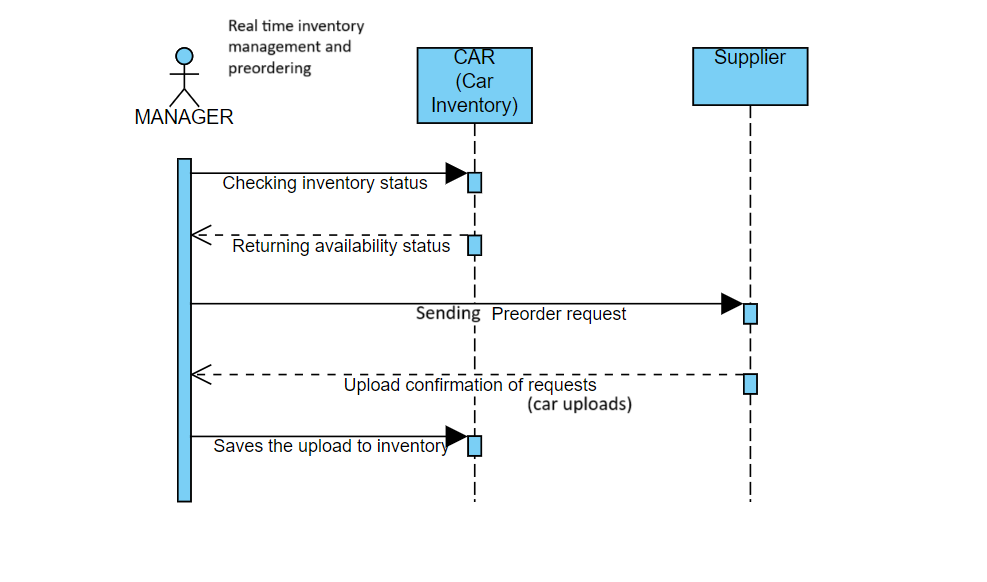 Real time inventory
management and
preordering
MANAGER
CAR
(Car
Inventory)
Supplier
Checking inventory status
Returning availability status
Sending Preorder request
Upload confirmation of requests
(car uploads)
Saves the upload to inventory